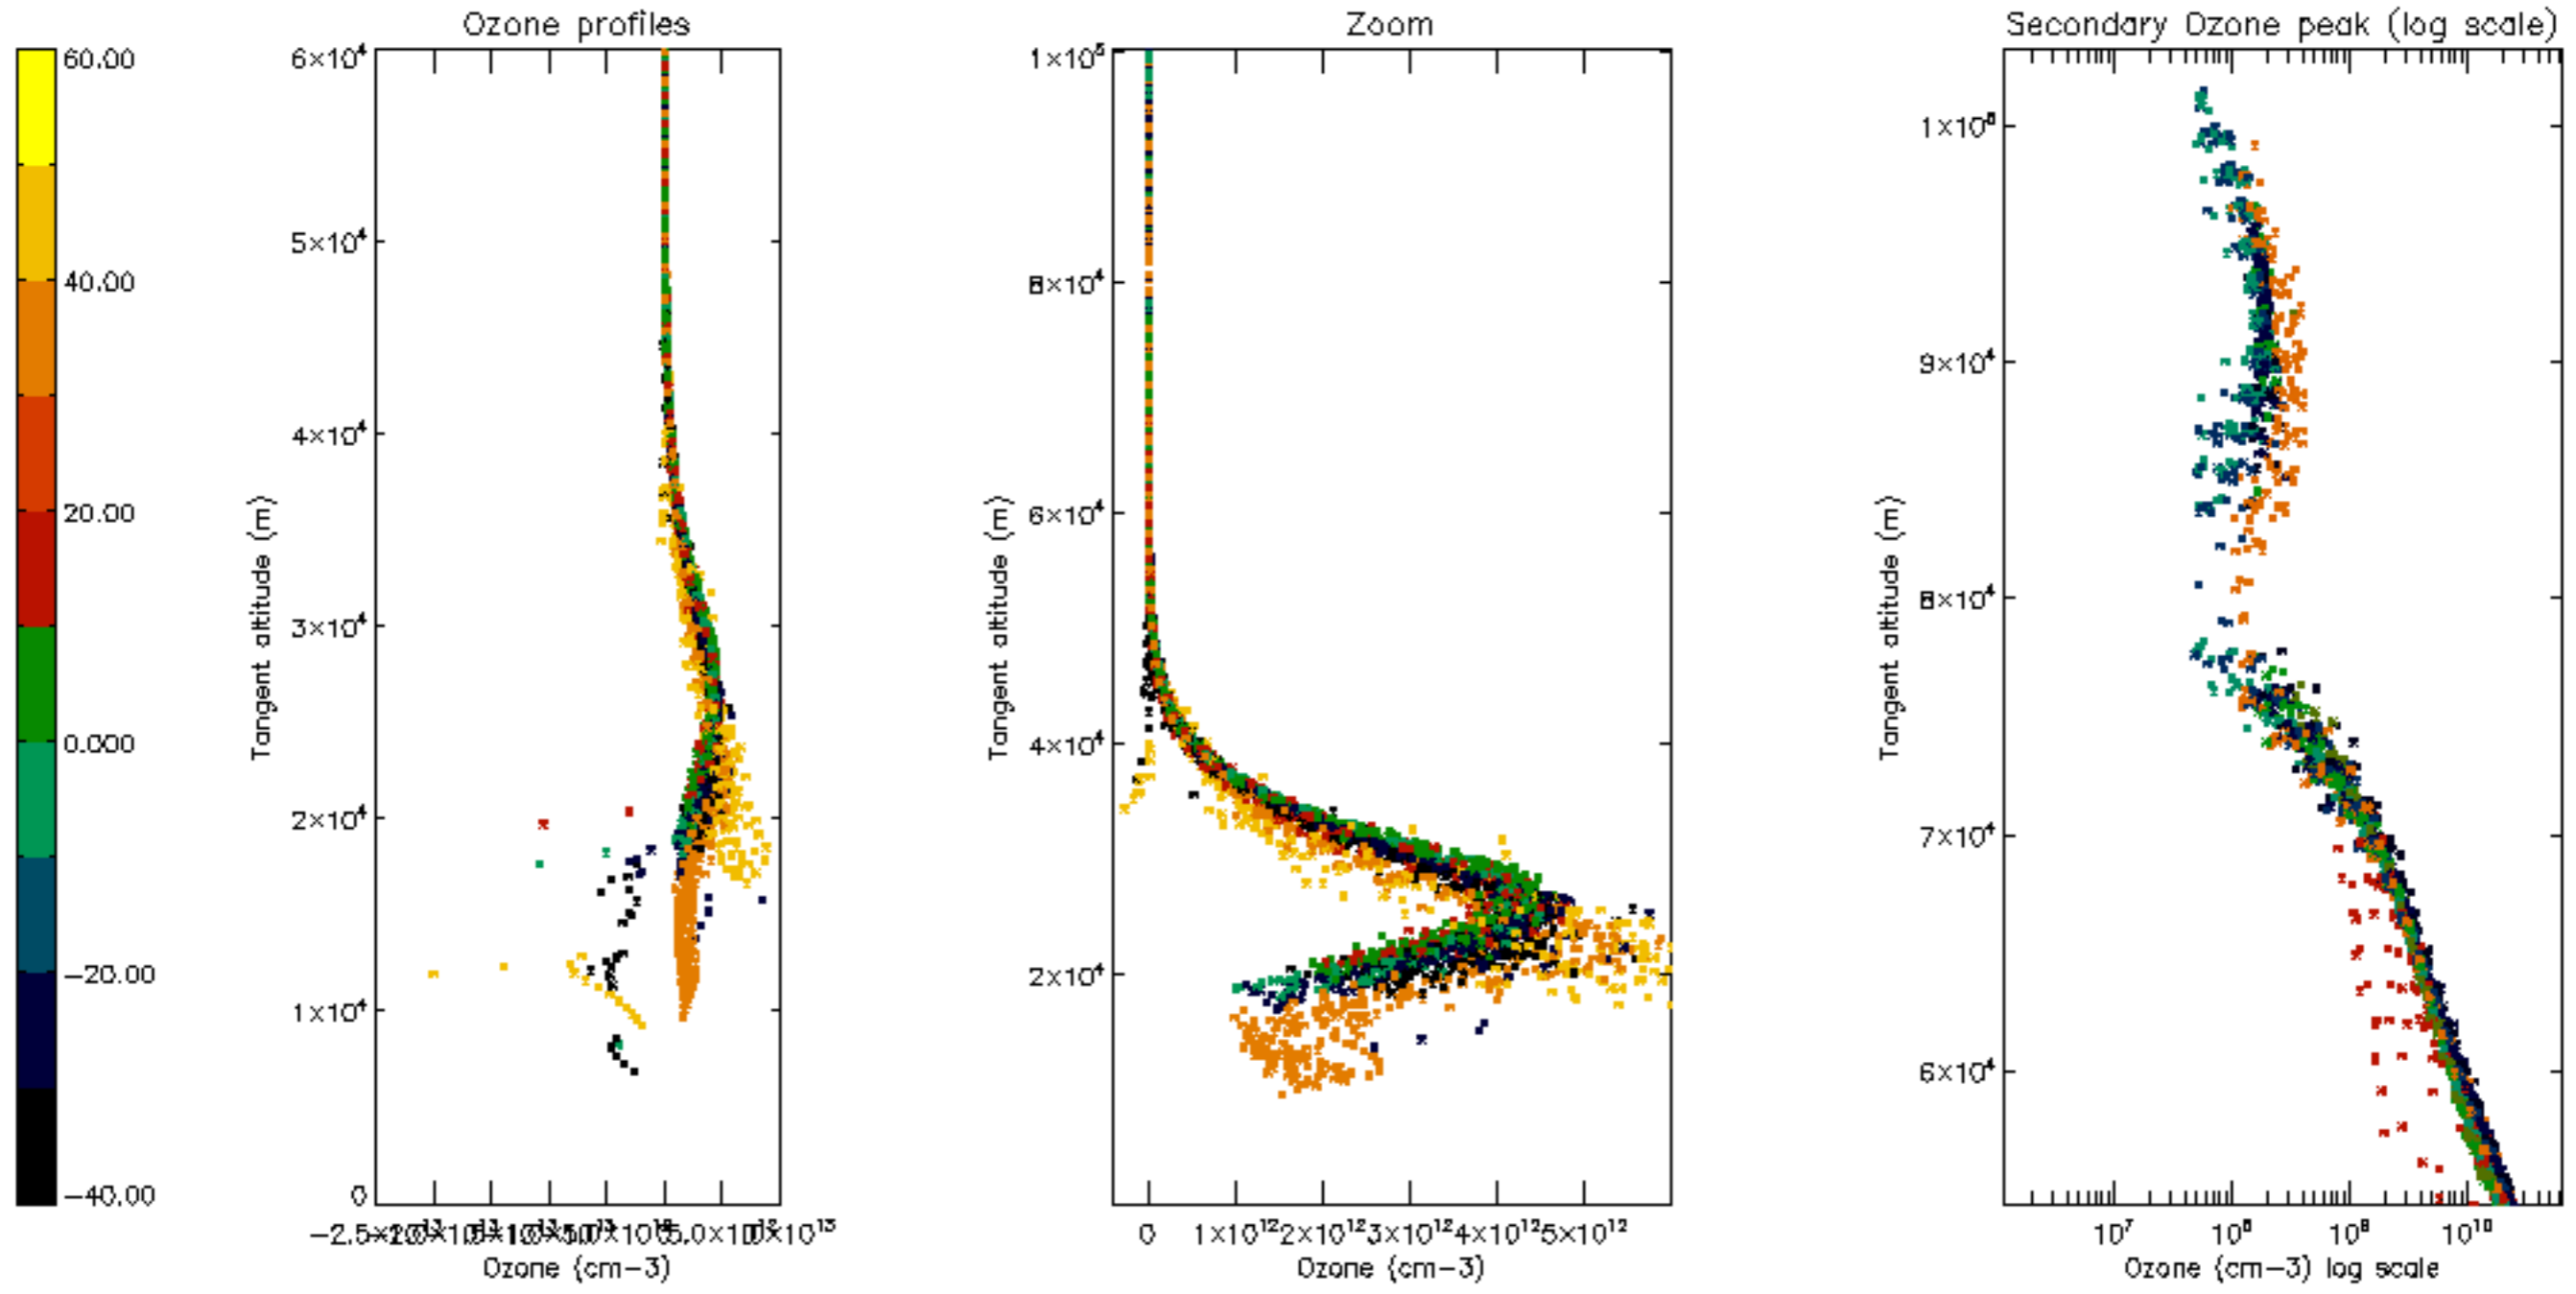 Ozone profiles
Zoom
Secondary Ozone peak (log scale)
60.00
40.00
20.00
0.000
−20.00
−40.00
6×10⁴
5×10⁴
4×10⁴
3×10⁴
2×10⁴
1×10⁴
0
Tangent altitude (m)
Ozone (cm−3)
1×10⁵
8×10⁴
6×10⁴
4×10⁴
2×10⁴
Tangent altitude (m)
0 1×10¹² 2×10¹² 3×10¹² 4×10¹² 5×10¹²
Ozone (cm−3)
1×10⁵
9×10⁴
8×10⁴
7×10⁴
6×10⁴
Tangent altitude (m)
10⁷ 10⁸ 10⁹ 10¹⁰
Ozone (cm−3) log scale